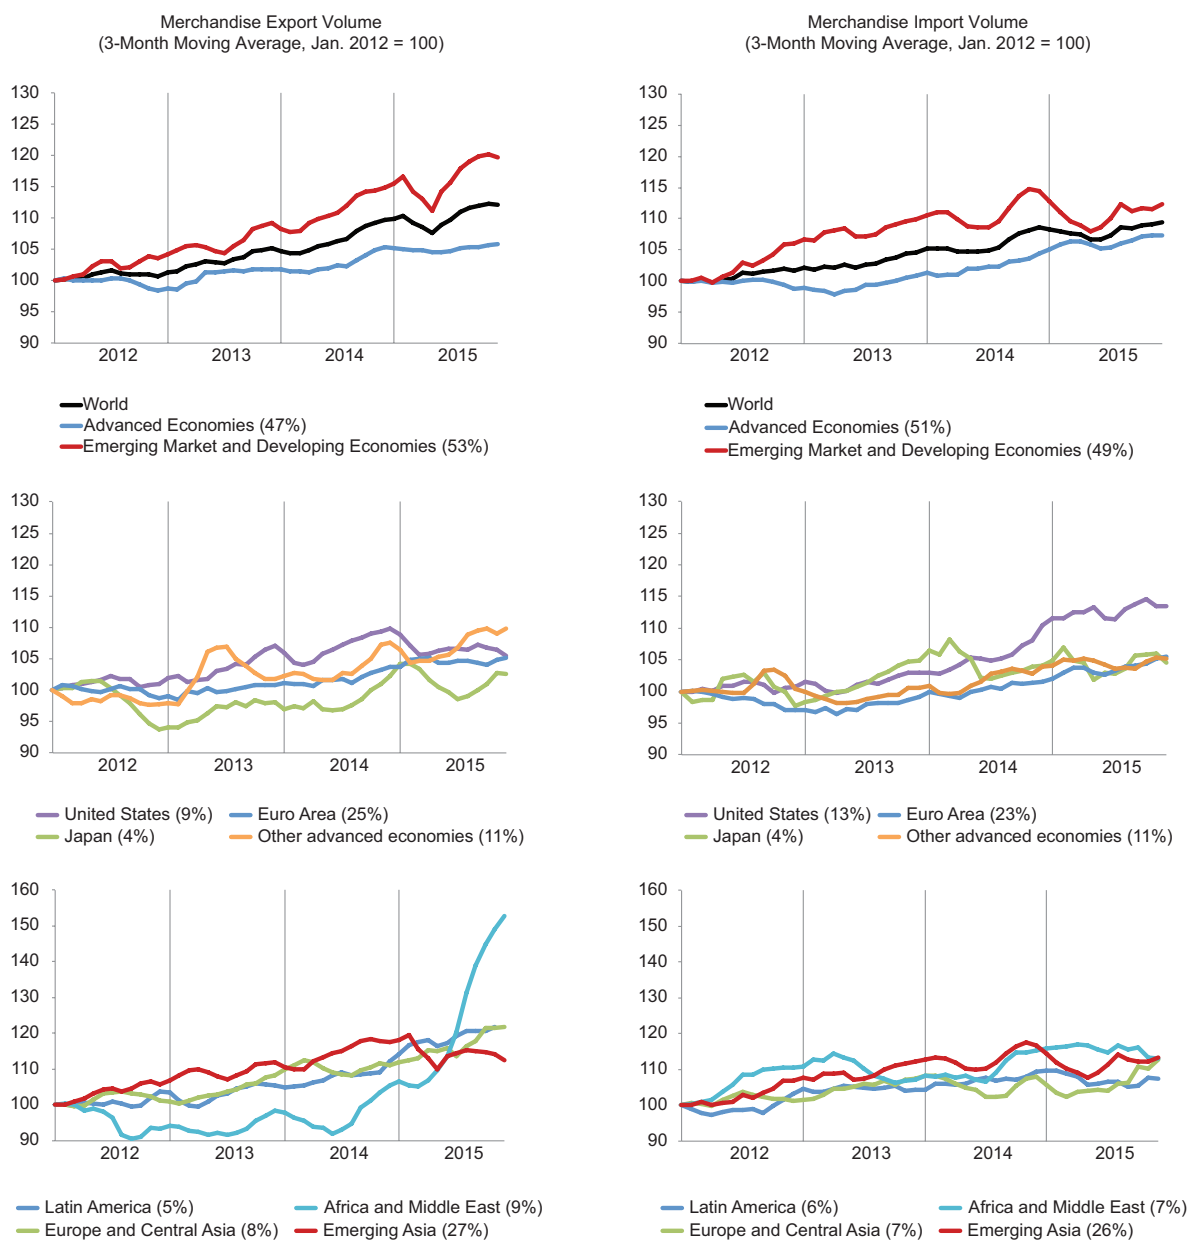 Merchandise Export Volume
(3-Month Moving Average, Jan. 2012 = 100)
130
125
120
115
110
105
100
95
90
2012
2013
2014
2015
World
Advanced Economies (47%)
Emerging Market and Developing Economies (53%)
Merchandise Import Volume
(3-Month Moving Average, Jan. 2012 = 100)
130
125
120
115
110
105
100
95
90
2012
2013
2014
2015
World
Advanced Economies (51%)
Emerging Market and Developing Economies (49%)
130
125
120
115
110
105
100
95
90
2012
2013
2014
2015
United States (9%)
Euro Area (25%)
Japan (4%)
Other advanced economies (11%)
130
125
120
115
110
105
100
95
90
2012
2013
2014
2015
United States (13%)
Euro Area (23%)
Japan (4%)
Other advanced economies (11%)
160
150
140
130
120
110
100
90
2012
2013
2014
2015
Latin America (5%)
Africa and Middle East (9%)
Europe and Central Asia (8%)
Emerging Asia (27%)
160
150
140
130
120
110
100
90
2012
2013
2014
2015
Latin America (6%)
Africa and Middle East (7%)
Europe and Central Asia (7%)
Emerging Asia (26%)